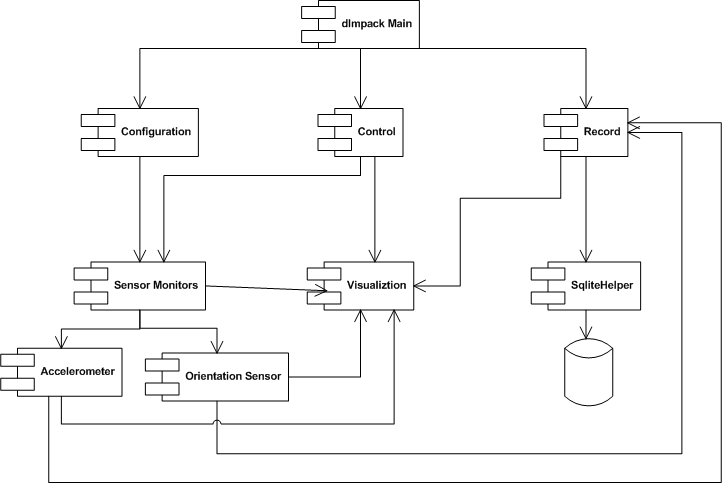 dImpack Main
Configuration
Control
Record
Sensor Monitors
Visualiztion
SqliteHelper
Accelerometer
Orientation Sensor